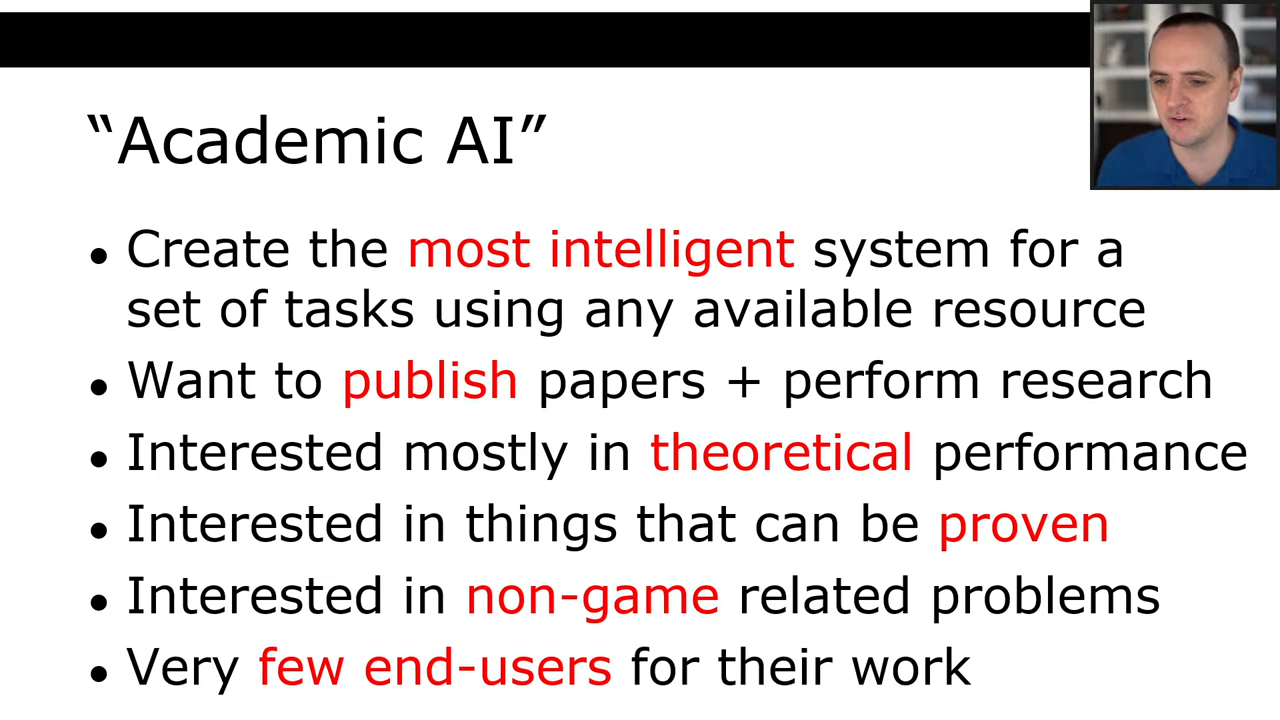 “Academic AI”
● Create the most intelligent system for a
set of tasks using any available resource
● Want to publish papers + perform research
● Interested mostly in theoretical performance
● Interested in things that can be proven
● Interested in non-game related problems
● Very few end-users for their work